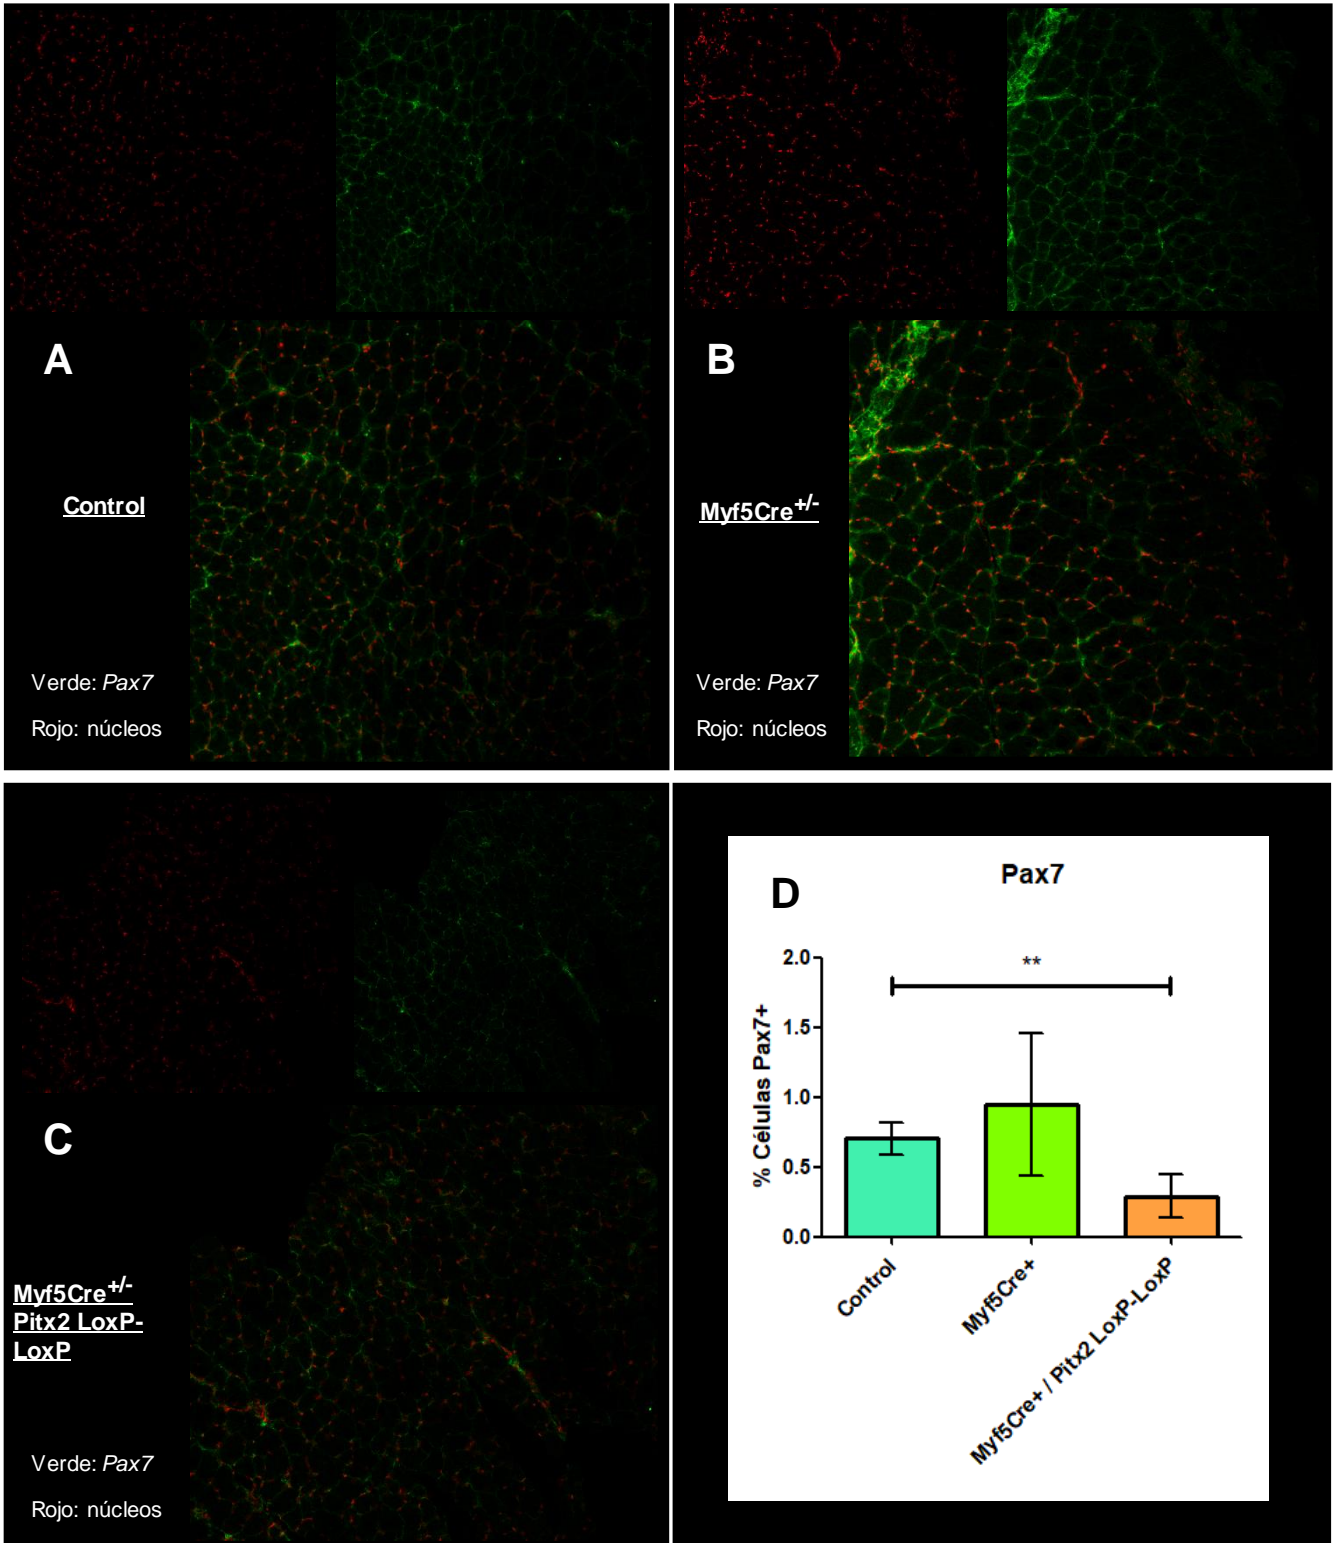 A
Control
Verde: Pax7
Rojo: núcleos
B
Myf5Cre+/-
Verde: Pax7
Rojo: núcleos
C
Myf5Cre+/-
Pitx2 LoxP-
LoxP
Verde: Pax7
Rojo: núcleos
D
Pax7
**
% Células Pax7+
2.0
1.5
1.0
0.5
0.0
Control
Myf5Cre+
Myf5Cre+ / Pitx2 LoxP-LoxP